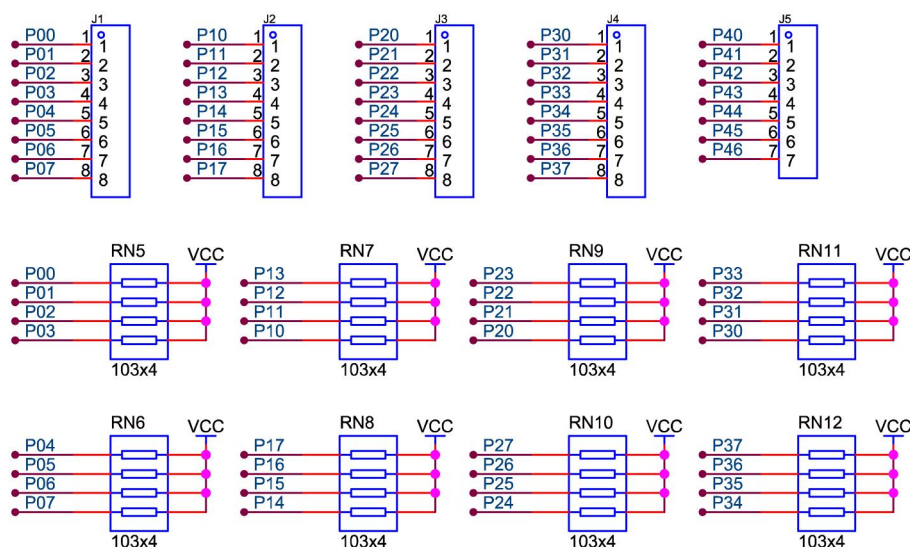 J1 J2 J3 J4 J5
P00 1 1 P10 1 1 P20 1 1 P30 1 1 P40 1 1
P01 2 2 P11 2 2 P21 2 2 P31 2 2 P41 2 2
P02 3 3 P12 3 3 P22 3 3 P32 3 3 P42 3 3
P03 4 4 P13 4 4 P23 4 4 P33 4 4 P43 4 4
P04 5 5 P14 5 5 P24 5 5 P34 5 5 P44 5 5
P05 6 6 P15 6 6 P25 6 6 P35 6 6 P45 6 6
P06 7 7 P16 7 7 P26 7 7 P36 7 7 P46 7 7
P07 8 8 P17 8 8 P27 8 8 P37 8 8
RN5 VCC RN7 VCC RN9 VCC RN11 VCC
P00 P13 P23 P33
P01 P12 P22 P32
P02 P11 P21 P31
P03 P10 P20 P30
103x4 103x4 103x4 103x4
RN6 VCC RN8 VCC RN10 VCC RN12 VCC
P04 P17 P27 P37
P05 P16 P26 P36
P06 P15 P25 P35
P07 P14 P24 P34
103x4 103x4 103x4 103x4